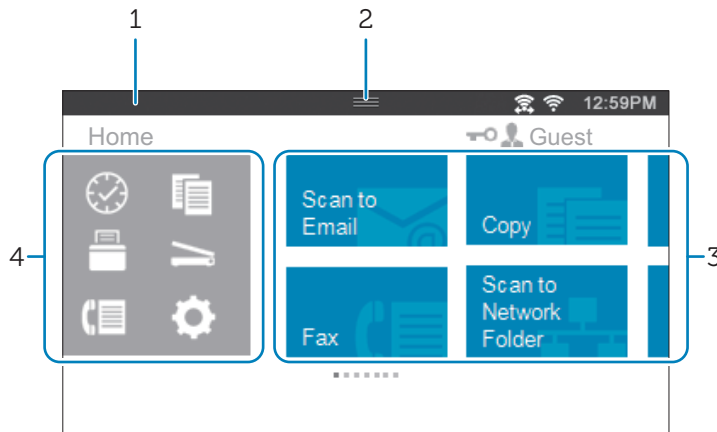 1
2
12:59PM
Home
Guest
Scan to
Email
Copy
4
3
Fax
Scan to
Network
Folder